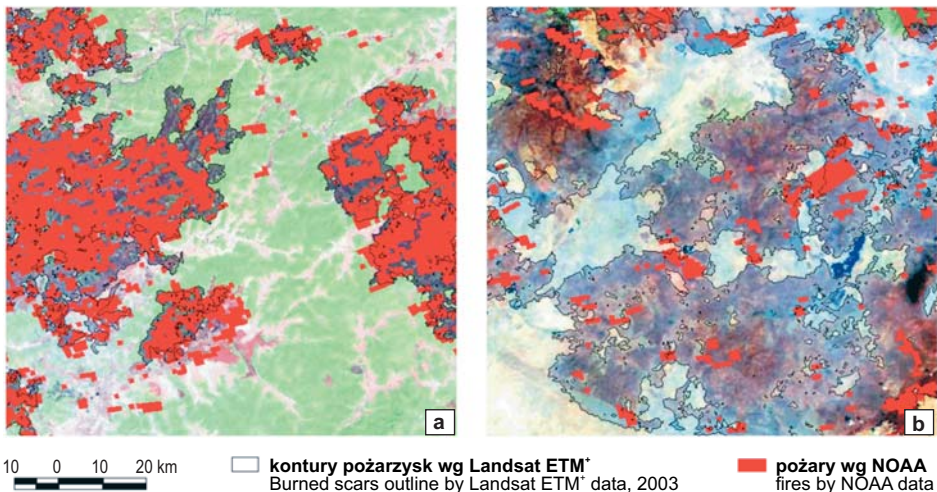 a
b
10 0 10 20 km
kontury pożarzysk wg Landsat ETM⁺
Burned scars outline by Landsat ETM⁺ data, 2003
pożary wg NOAA
fires by NOAA data